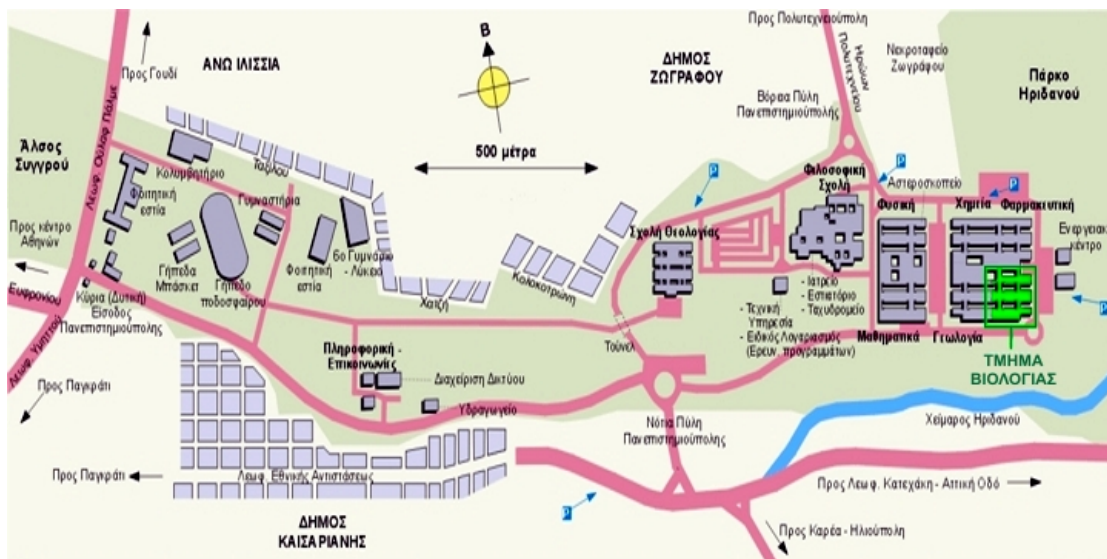 Προς Πολυτεχνειούπολη
Προς Γουδί
ΑΝΩ ΙΛΙΣΣΙΑ
Β
ΔΗΜΟΣ
ΖΩΓΡΑΦΟΥ
Ηρώων
Πολυτεχνείου
Νεκροταφείο
Ζωγράφου
Πάρκο
Ηριδανού
Βόρεια Πύλη
Πανεπιστημιούπολης
Λεωφ. Ούλαφ Πάλμε
Άλσος
Συγγρού
Κολυμβητήριο
Ταξίλου
500 μέτρα
P
P
P
Φοιτητική
εστία
Γυμναστήρια
Φιλοσοφική
Σχολή
Αστεροσκοπείο
Φυσική
Χημεία
Φαρμακευτική
Προς κέντρο
Αθηνών
Σχολή Θεολογίας
Ενεργειακό
κέντρο
Γήπεδα
Μπάσκετ
Γήπεδο
ποδοσφαίρου
Φοιτητική
εστία
6ο Γυμνάσιο
- Λύκειο
Χατζή
Κολοκοτρώνη
- Ιατρείο
- Εστιατόριο
- Ταχυδρομείο
Ευφρονίου
Κύρια (Δυτική)
Είσοδος
Πανεπιστημιούπολης
- Τεχνική
Υπηρεσία
- Ειδικός Λογαριασμός
(Ερευν. προγραμμάτων)
P
Λεωφ. Υμηττού
Τούνελ
Μαθηματικά
Γεωλογία
Πληροφορική -
Επικοινωνίες
Διαχείριση Δικτύου
ΤΜΗΜΑ
ΒΙΟΛΟΓΙΑΣ
Προς Παγκράτι
Υδραγωγείο
Νότια Πύλη
Πανεπιστημιούπολης
Χείμαρος Ηριδανού
Προς Παγκράτι
Λεωφ. Εθνικής Αντιστάσεως
Προς Λεωφ. Κατεχάκη - Αττική Οδό
P
ΔΗΜΟΣ
ΚΑΙΣΑΡΙΑΝΗΣ
Προς Καρέα - Ηλιούπολη